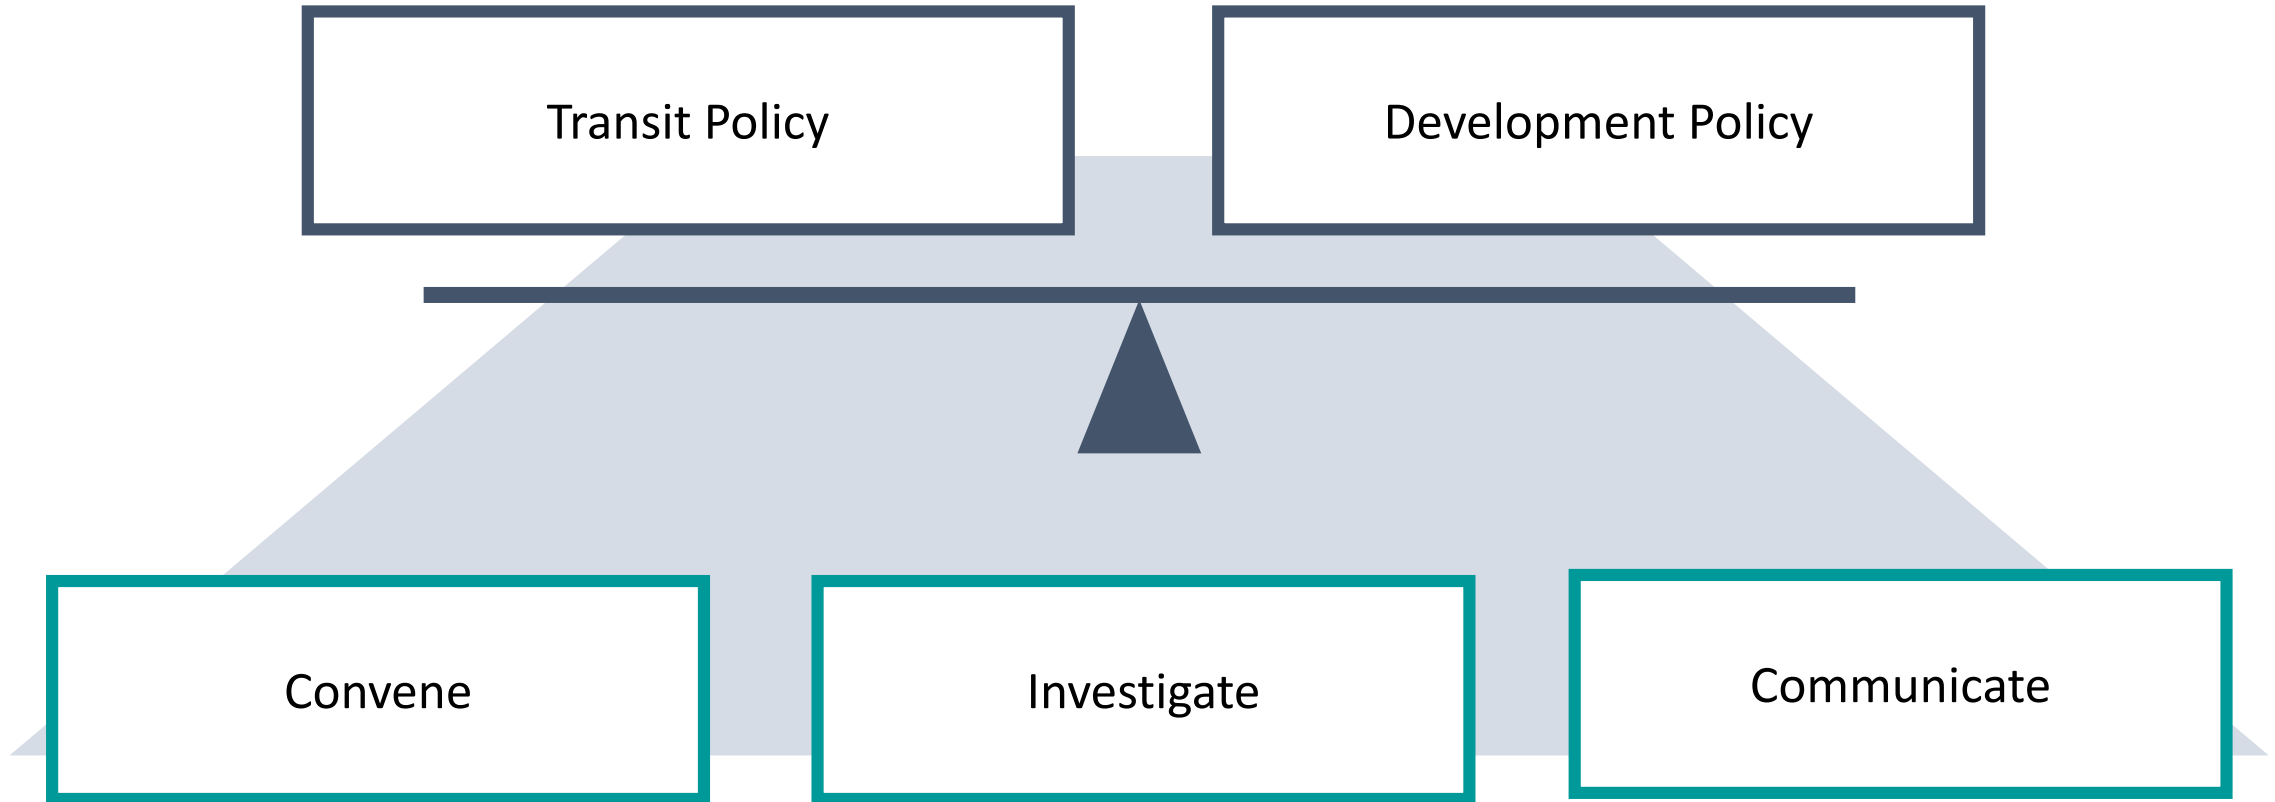 Transit Policy
Development Policy
Convene
Investigate
Communicate